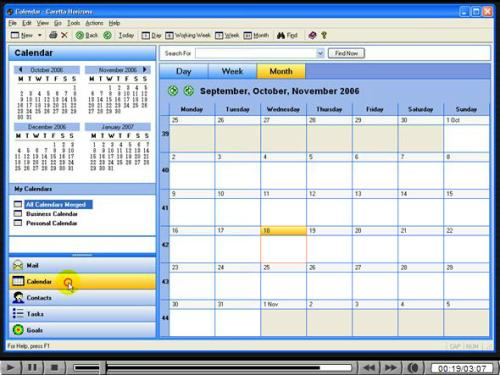 Calendar - Caretta Horizons
File Edit View Go Tools Actions Help
New Back Go Today Day Working Week Week Month Find
Calendar
Search For Find Now
October 2006 November 2006
M T W T F S S M T W T F S S
December 2006 January 2007
M T W T F S S M T W T F S S
My Calendars
All Calendars Merged
Business Calendar
Personal Calendar
Mail
Calendar
Contacts
Tasks
Goals
Day Week Month
September, October, November 2006
Monday Tuesday Wednesday Thursday Friday Saturday Sunday
39 25 26 27 28 29 30 1 Oct
40 2 3 4 5 6 7 8
41 9 10 11 12 13 14 15
42 16 17 18 19 20 21 22
43 23 24 25 26 27 28 29
44 30 31 1 Nov 2 3 4 5
For Help, press F1 CAP NUM
00:19/03:07